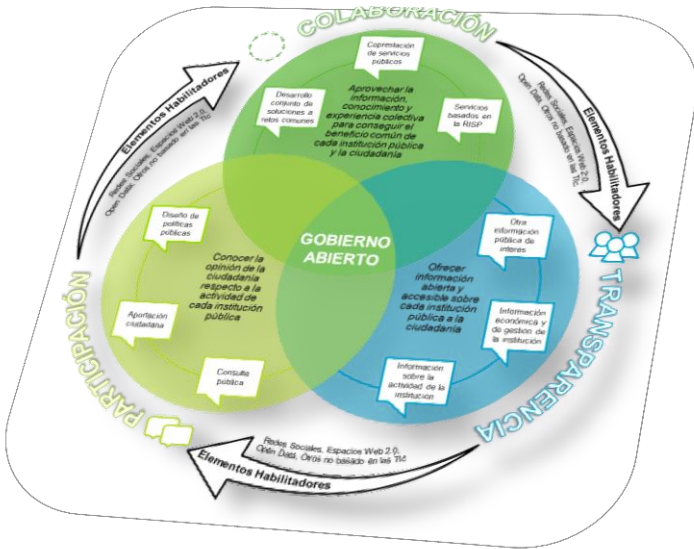 COLABORACIÓN
Coprestación
de servicios
públicos
Desarrollo
conjunto de
soluciones a
retos comunes
Aprovechar la
información,
conocimiento y
experiencia colectiva
para conseguir el
beneficio común de
cada institución pública
y la ciudadanía
Servicios
basados en
la RISP
Elementos Habilitadores
Redes Sociales, Espacios Web 2.0,
Open Data, Otros no basado en las TIc
Elementos Habilitadores
Redes Sociales, Espacios Web 2.0,
Open Data, Otros no basado en las TIc.
GOBIERNO
ABIERTO
Diseño de
políticas
públicas
Conocer la
opinión de la
ciudadanía
respecto a la
actividad de
cada institución
pública
Aportación
ciudadana
Consulta
pública
PARTICIPACIÓN
Otra
información
pública de
interés
Ofrecer
información
abierta y
accesible sobre
cada institución
pública a la
ciudadanía
Información
económica y
de gestión de
la institución
Información
sobre la
actividad de la
institución
TRANSPARENCIA
Redes Sociales, Espacios Web 2.0,
Open Data, Otros no basado en las TIc
Elementos Habilitadores